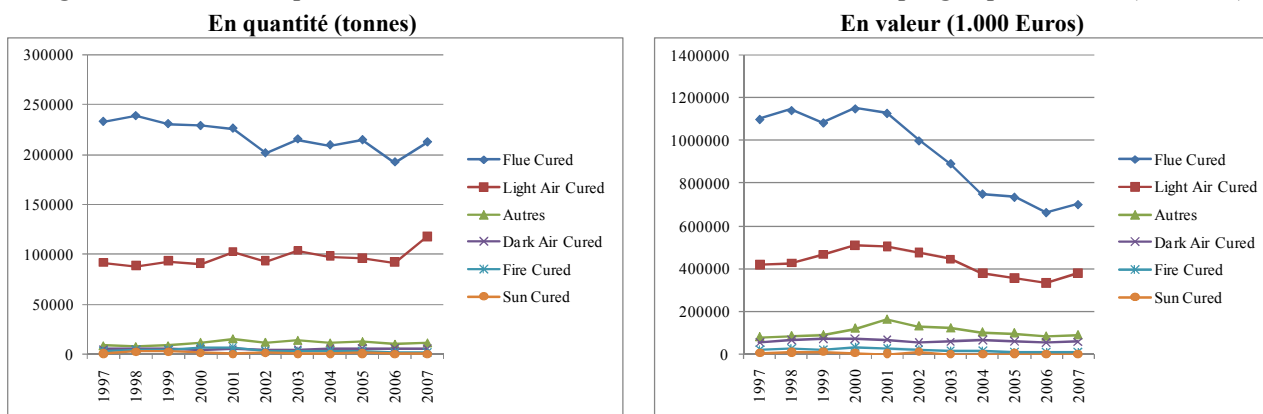 En quantité (tonnes)
300000
250000
200000
150000
100000
50000
0
1997
1998
1999
2000
2001
2002
2003
2004
2005
2006
2007
Flue Cured
Light Air Cured
Autres
Dark Air Cured
Fire Cured
Sun Cured
En valeur (1.000 Euros)
1400000
1200000
1000000
800000
600000
400000
200000
0
1997
1998
1999
2000
2001
2002
2003
2004
2005
2006
2007
Flue Cured
Light Air Cured
Autres
Dark Air Cured
Fire Cured
Sun Cured